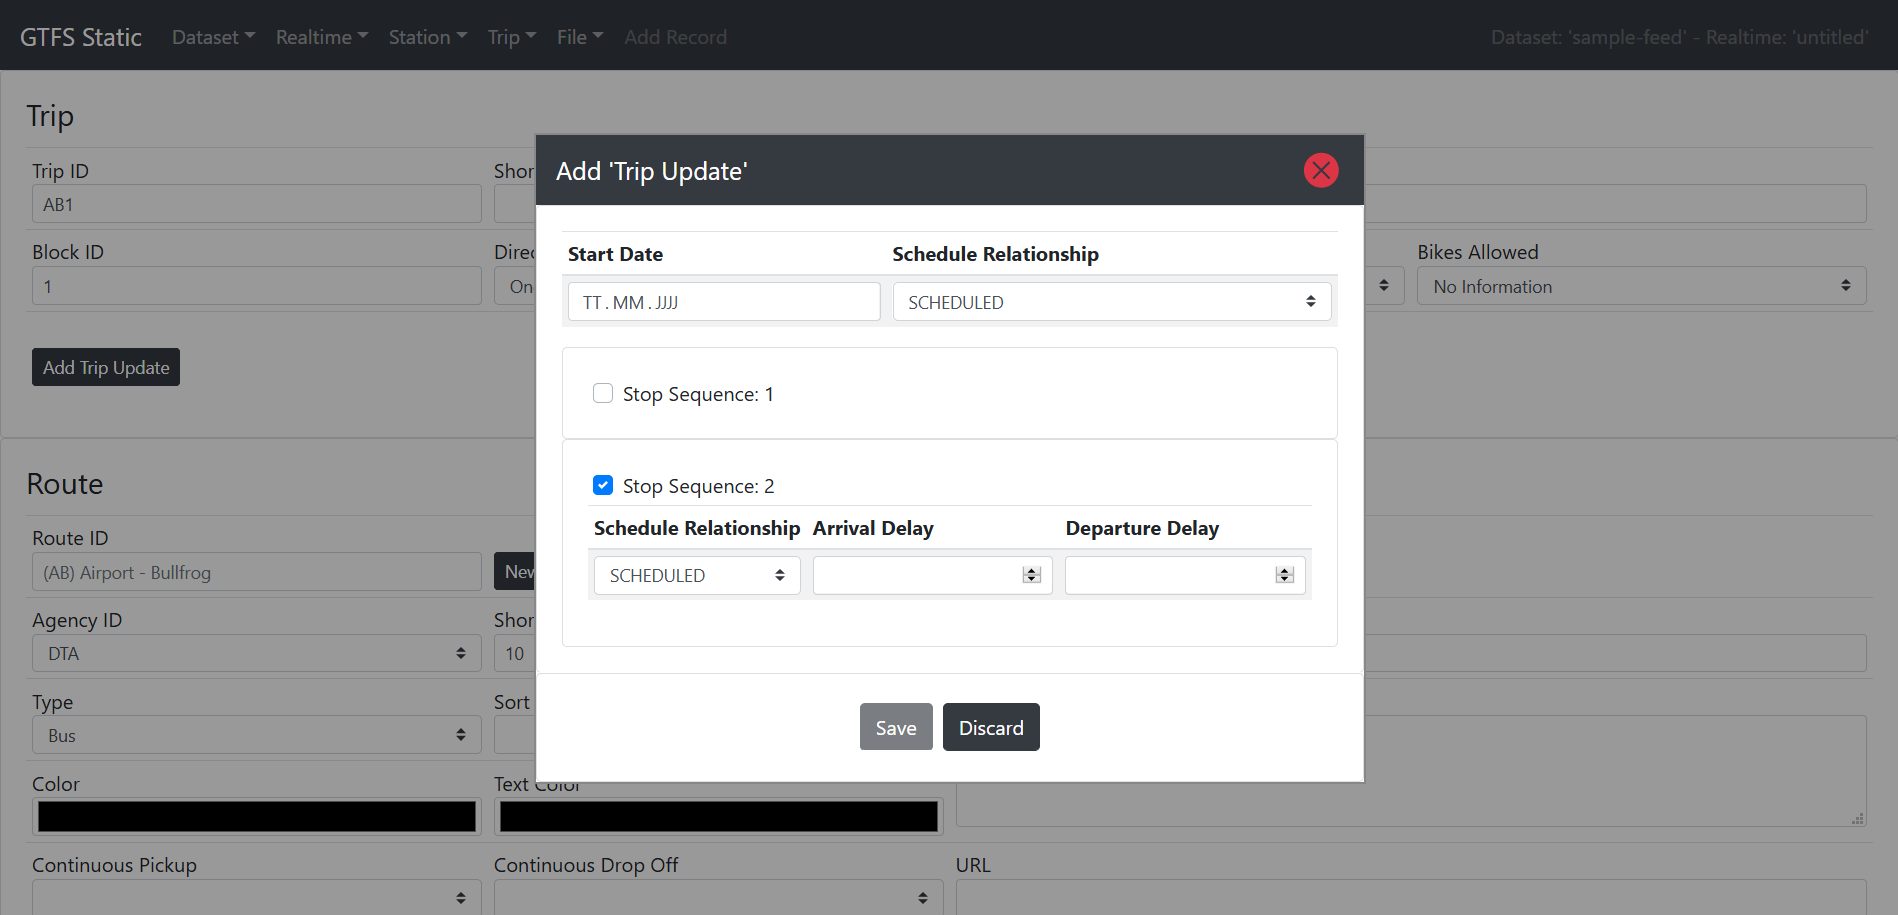 GTFS Static Dataset Realtime Station Trip File Add Record Dataset: 'sample-feed' - Realtime: 'untitled'
Trip
Trip ID Shor
AB1
Block ID Direc Bikes Allowed
1 On No Information
Add Trip Update
Add 'Trip Update'
Start Date Schedule Relationship
TT . MM . JJJJ SCHEDULED
Stop Sequence: 1
Stop Sequence: 2
Schedule Relationship Arrival Delay Departure Delay
SCHEDULED
Save Discard
Route
Route ID
(AB) Airport - Bullfrog New
Agency ID Shor
DTA 10
Type Sort
Bus
Color Text Color
Continuous Pickup Continuous Drop Off URL